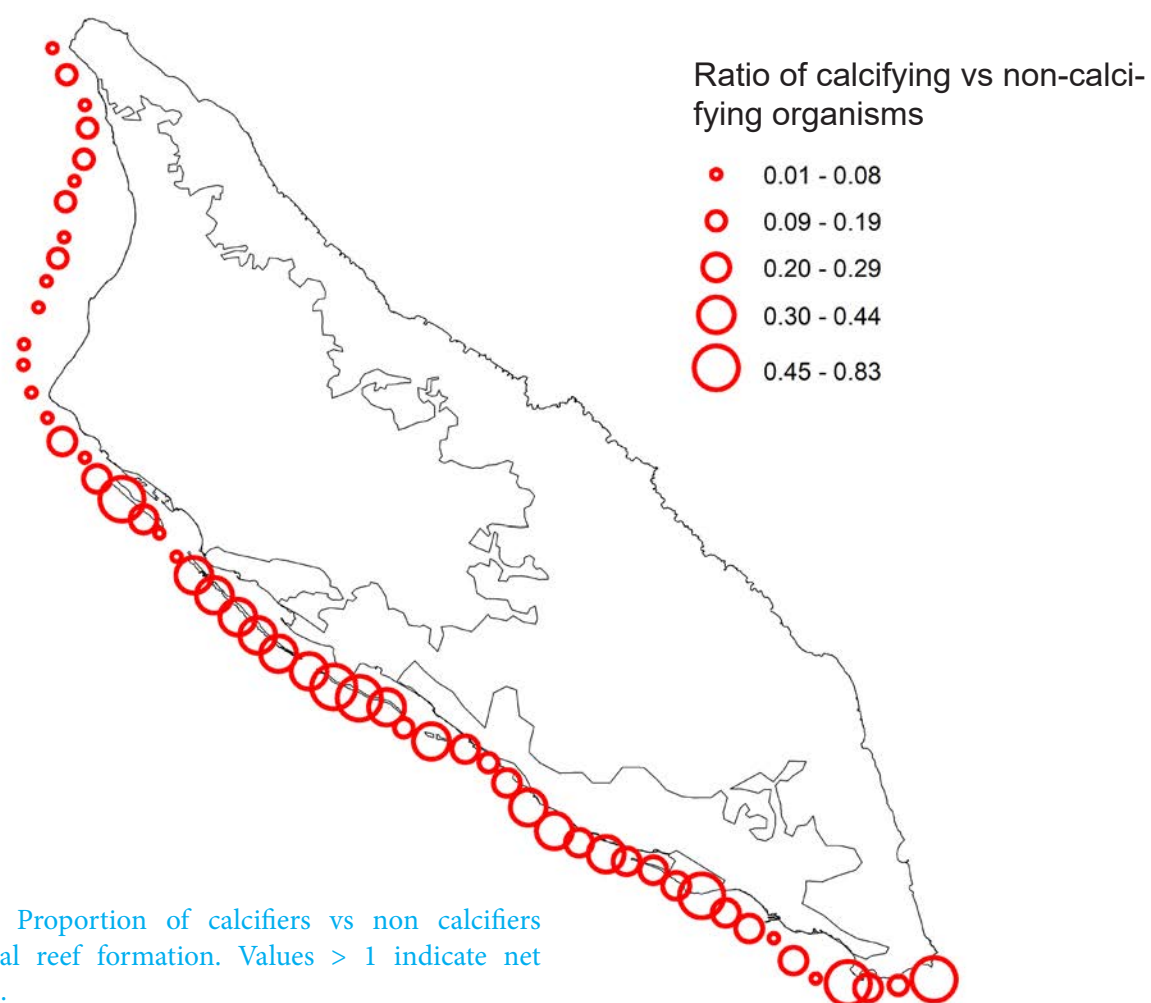 Ratio of calcifying vs non-calci-
fying organisms
0.01 - 0.08
0.09 - 0.19
0.20 - 0.29
0.30 - 0.44
0.45 - 0.83
Proportion of calcifiers vs non calcifiers
al reef formation. Values > 1 indicate net
.